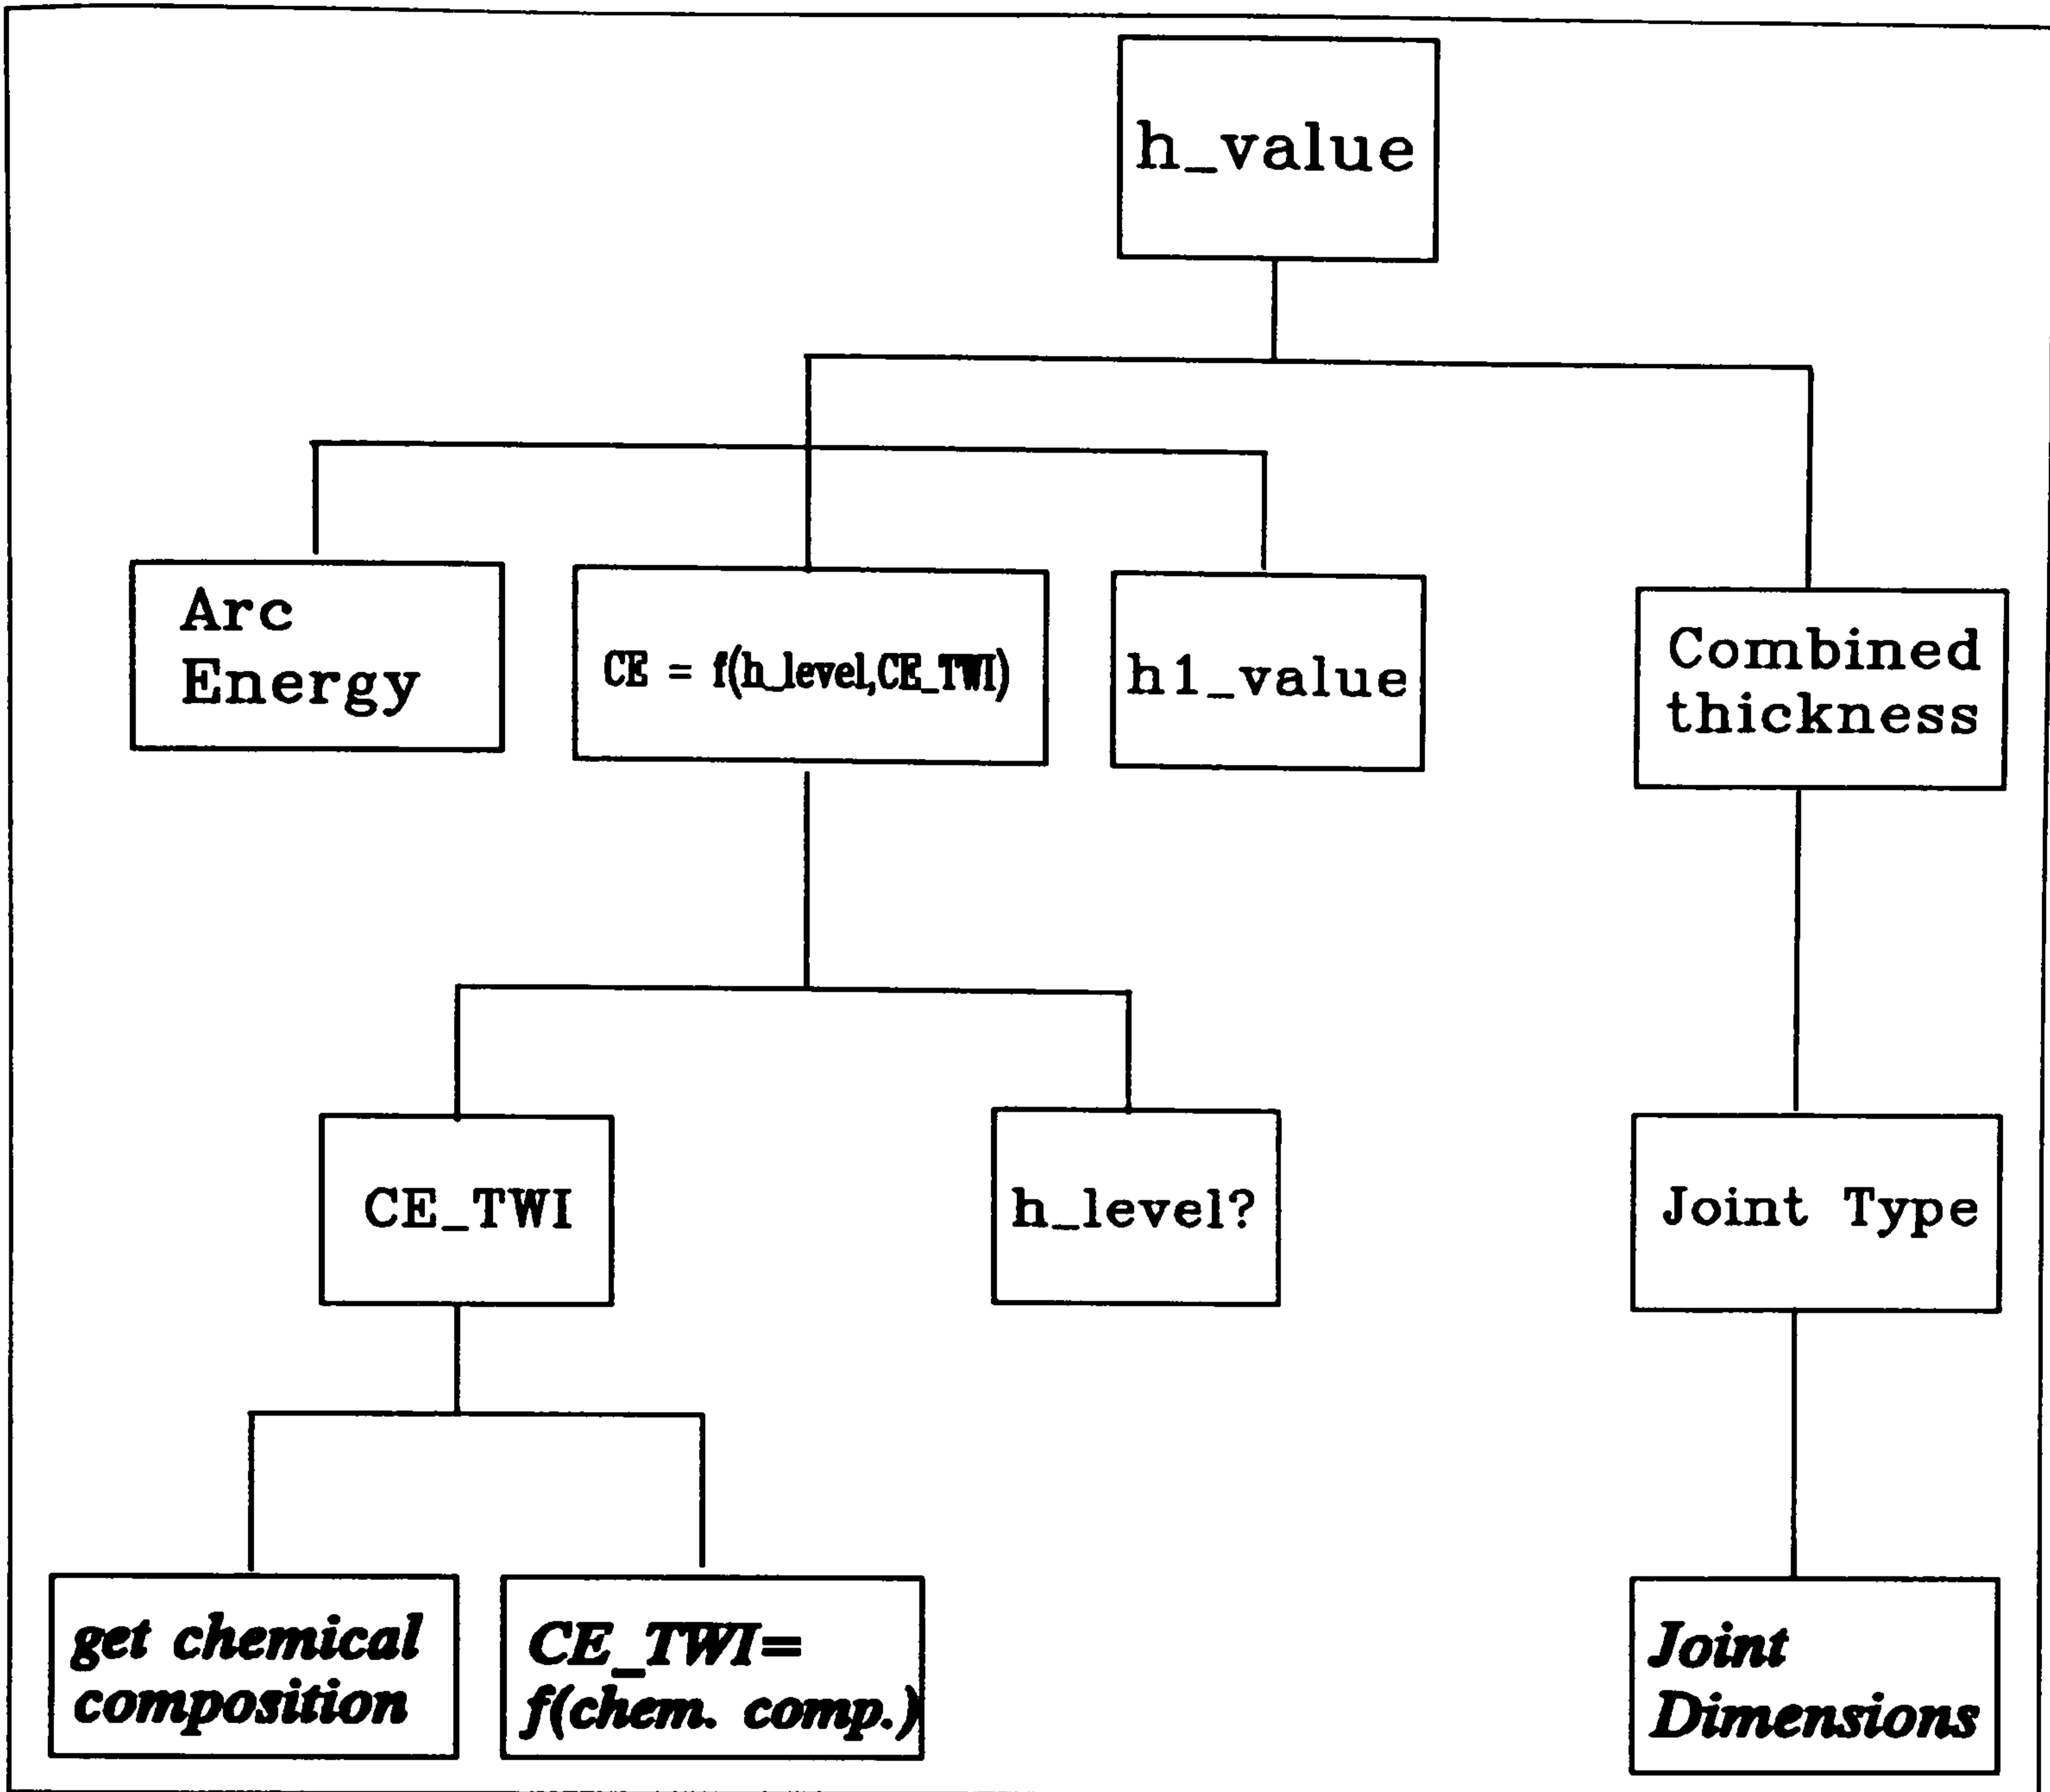 h_value
Arc
Energy
CE = f(h_level,CE_TWI)
h1_value
Combined
thickness
CE_TWI
h_level?
Joint Type
get chemical
composition
CE_TWI=
f(chem. comp.)
Joint
Dimensions